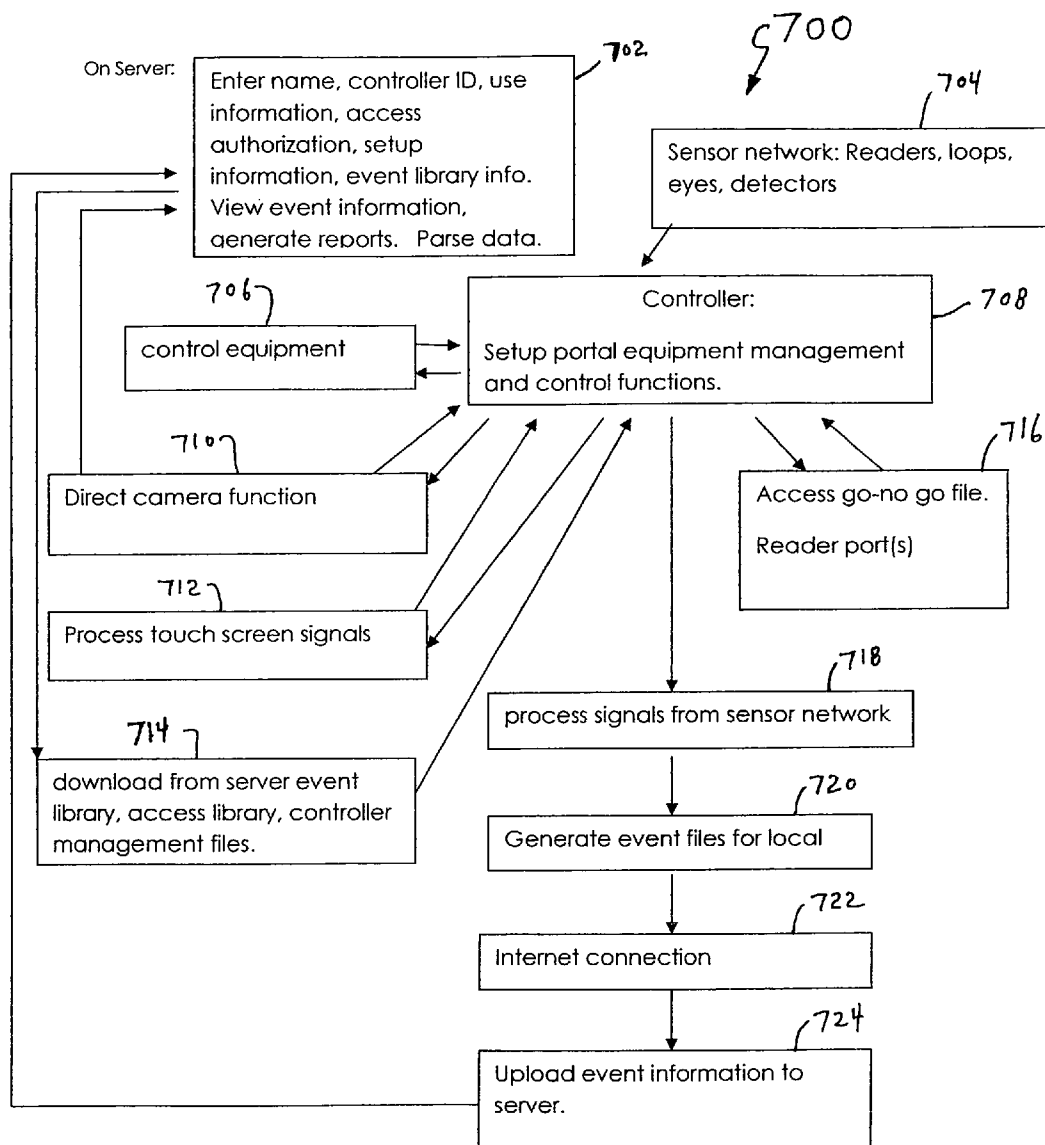 700
702
On Server:
Enter name, controller ID, use
information, access
authorization, setup
information, event library info.
View event information,
generate reports. Parse data.
704
Sensor network: Readers, loops,
eyes, detectors
706
control equipment
708
Controller:
Setup portal equipment management
and control functions.
710
Direct camera function
716
Access go-no go file.
Reader port(s)
712
Process touch screen signals
718
process signals from sensor network
714
download from server event
library, access library, controller
management files.
720
Generate event files for local
722
Internet connection
724
Upload event information to
server.